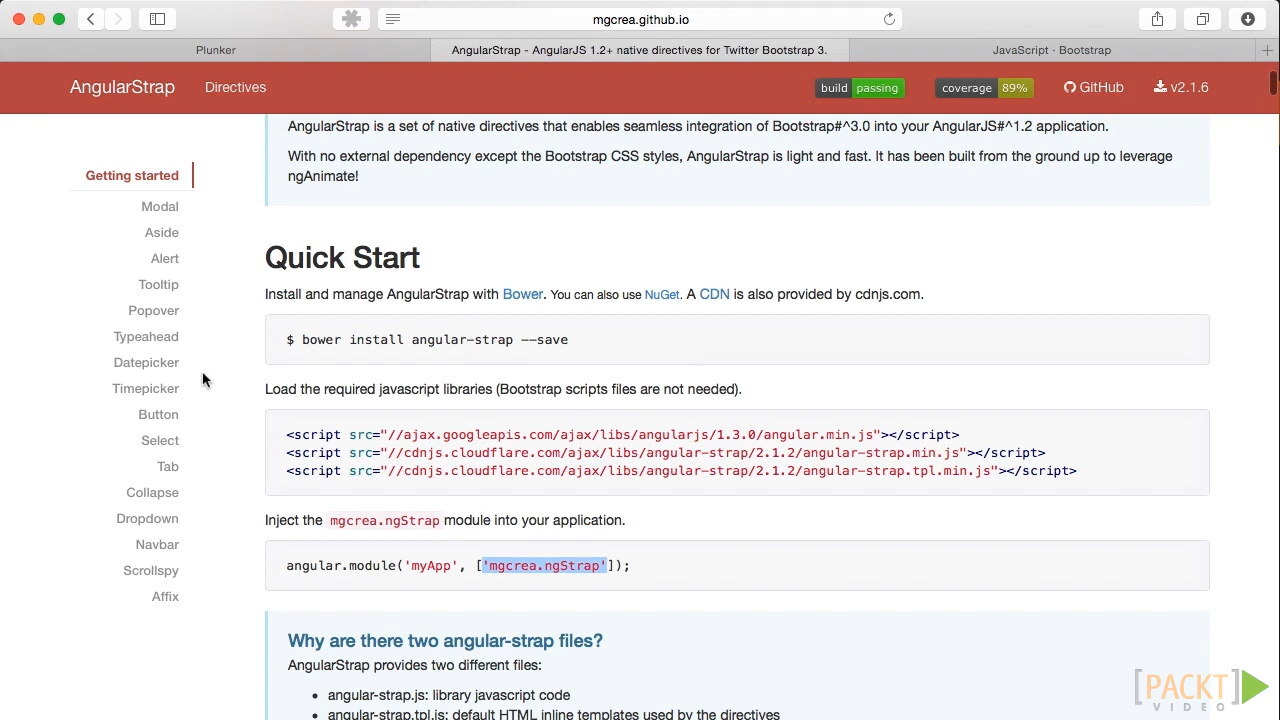 mgcrea.github.io
Plunker
AngularStrap - AngularJS 1.2+ native directives for Twitter Bootstrap 3.
JavaScript · Bootstrap
AngularStrap
Directives
build passing
coverage 89%
GitHub
v2.1.6
AngularStrap is a set of native directives that enables seamless integration of Bootstrap#^3.0 into your AngularJS#^1.2 application.
With no external dependency except the Bootstrap CSS styles, AngularStrap is light and fast. It has been built from the ground up to leverage
ngAnimate!
Getting started
Modal
Aside
Alert
Tooltip
Popover
Typeahead
Datepicker
Timepicker
Button
Select
Tab
Collapse
Dropdown
Navbar
Scrollspy
Affix
Quick Start
Install and manage AngularStrap with Bower. You can also use NuGet. A CDN is also provided by cdnjs.com.
$ bower install angular-strap --save
Load the required javascript libraries (Bootstrap scripts files are not needed).
<script src="//ajax.googleapis.com/ajax/libs/angularjs/1.3.0/angular.min.js"></script>
<script src="//cdnjs.cloudflare.com/ajax/libs/angular-strap/2.1.2/angular-strap.min.js"></script>
<script src="//cdnjs.cloudflare.com/ajax/libs/angular-strap/2.1.2/angular-strap.tpl.min.js"></script>
Inject the mgcrea.ngStrap module into your application.
angular.module('myApp', ['mgcrea.ngStrap']);
Why are there two angular-strap files?
AngularStrap provides two different files:
• angular-strap.js: library javascript code
• angular-strap.tpl.js: default HTML inline templates used by the directives
[PACKT]
VIDEO